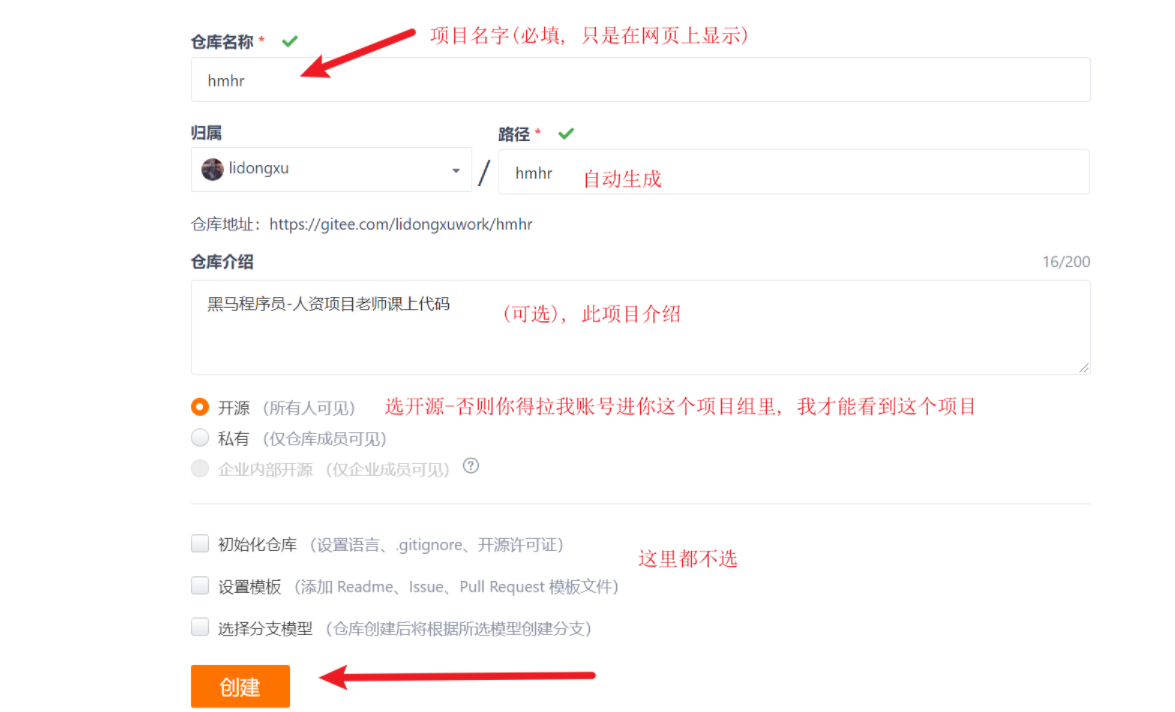 仓库名称 * 项目名字(必填, 只是在网页上显示)
hmhr
归属 路径 *
lidongxu / hmhr 自动生成
仓库地址：https://gitee.com/lidongxuwork/hmhr
仓库介绍 16/200
黑马程序员-人资项目老师课上代码 (可选), 此项目介绍
开源 (所有人可见) 选开源-否则你得拉我账号进你这个项目组里, 我才能看到这个项目
私有 (仅仓库成员可见)
企业内部开源 (仅企业成员可见) ?
初始化仓库 (设置语言、.gitignore、开源许可证)
这里都不选
设置模板 (添加 Readme、Issue、Pull Request 模板文件)
选择分支模型 (仓库创建后将根据所选模型创建分支)
创建